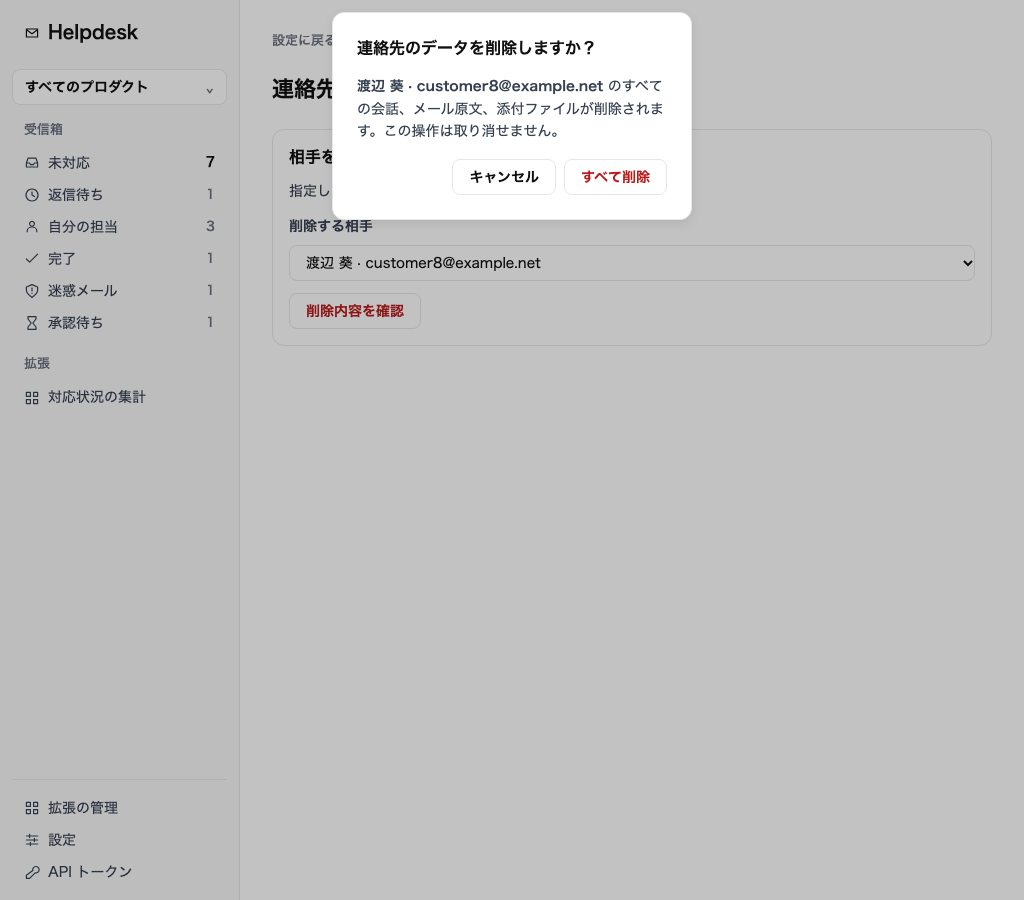 Helpdesk
すべてのプロダクト
受信箱
未対応 7
返信待ち 1
自分の担当 3
完了 1
迷惑メール 1
承認待ち 1
拡張
対応状況の集計
拡張の管理
設定
API トークン
設定に戻る
連絡先
相手を
指定し
削除する相手
渡辺 葵 · customer8@example.net
削除内容を確認
連絡先のデータを削除しますか？
渡辺 葵 · customer8@example.net のすべて
の会話、メール原文、添付ファイルが削除されま
す。この操作は取り消せません。
キャンセル
すべて削除